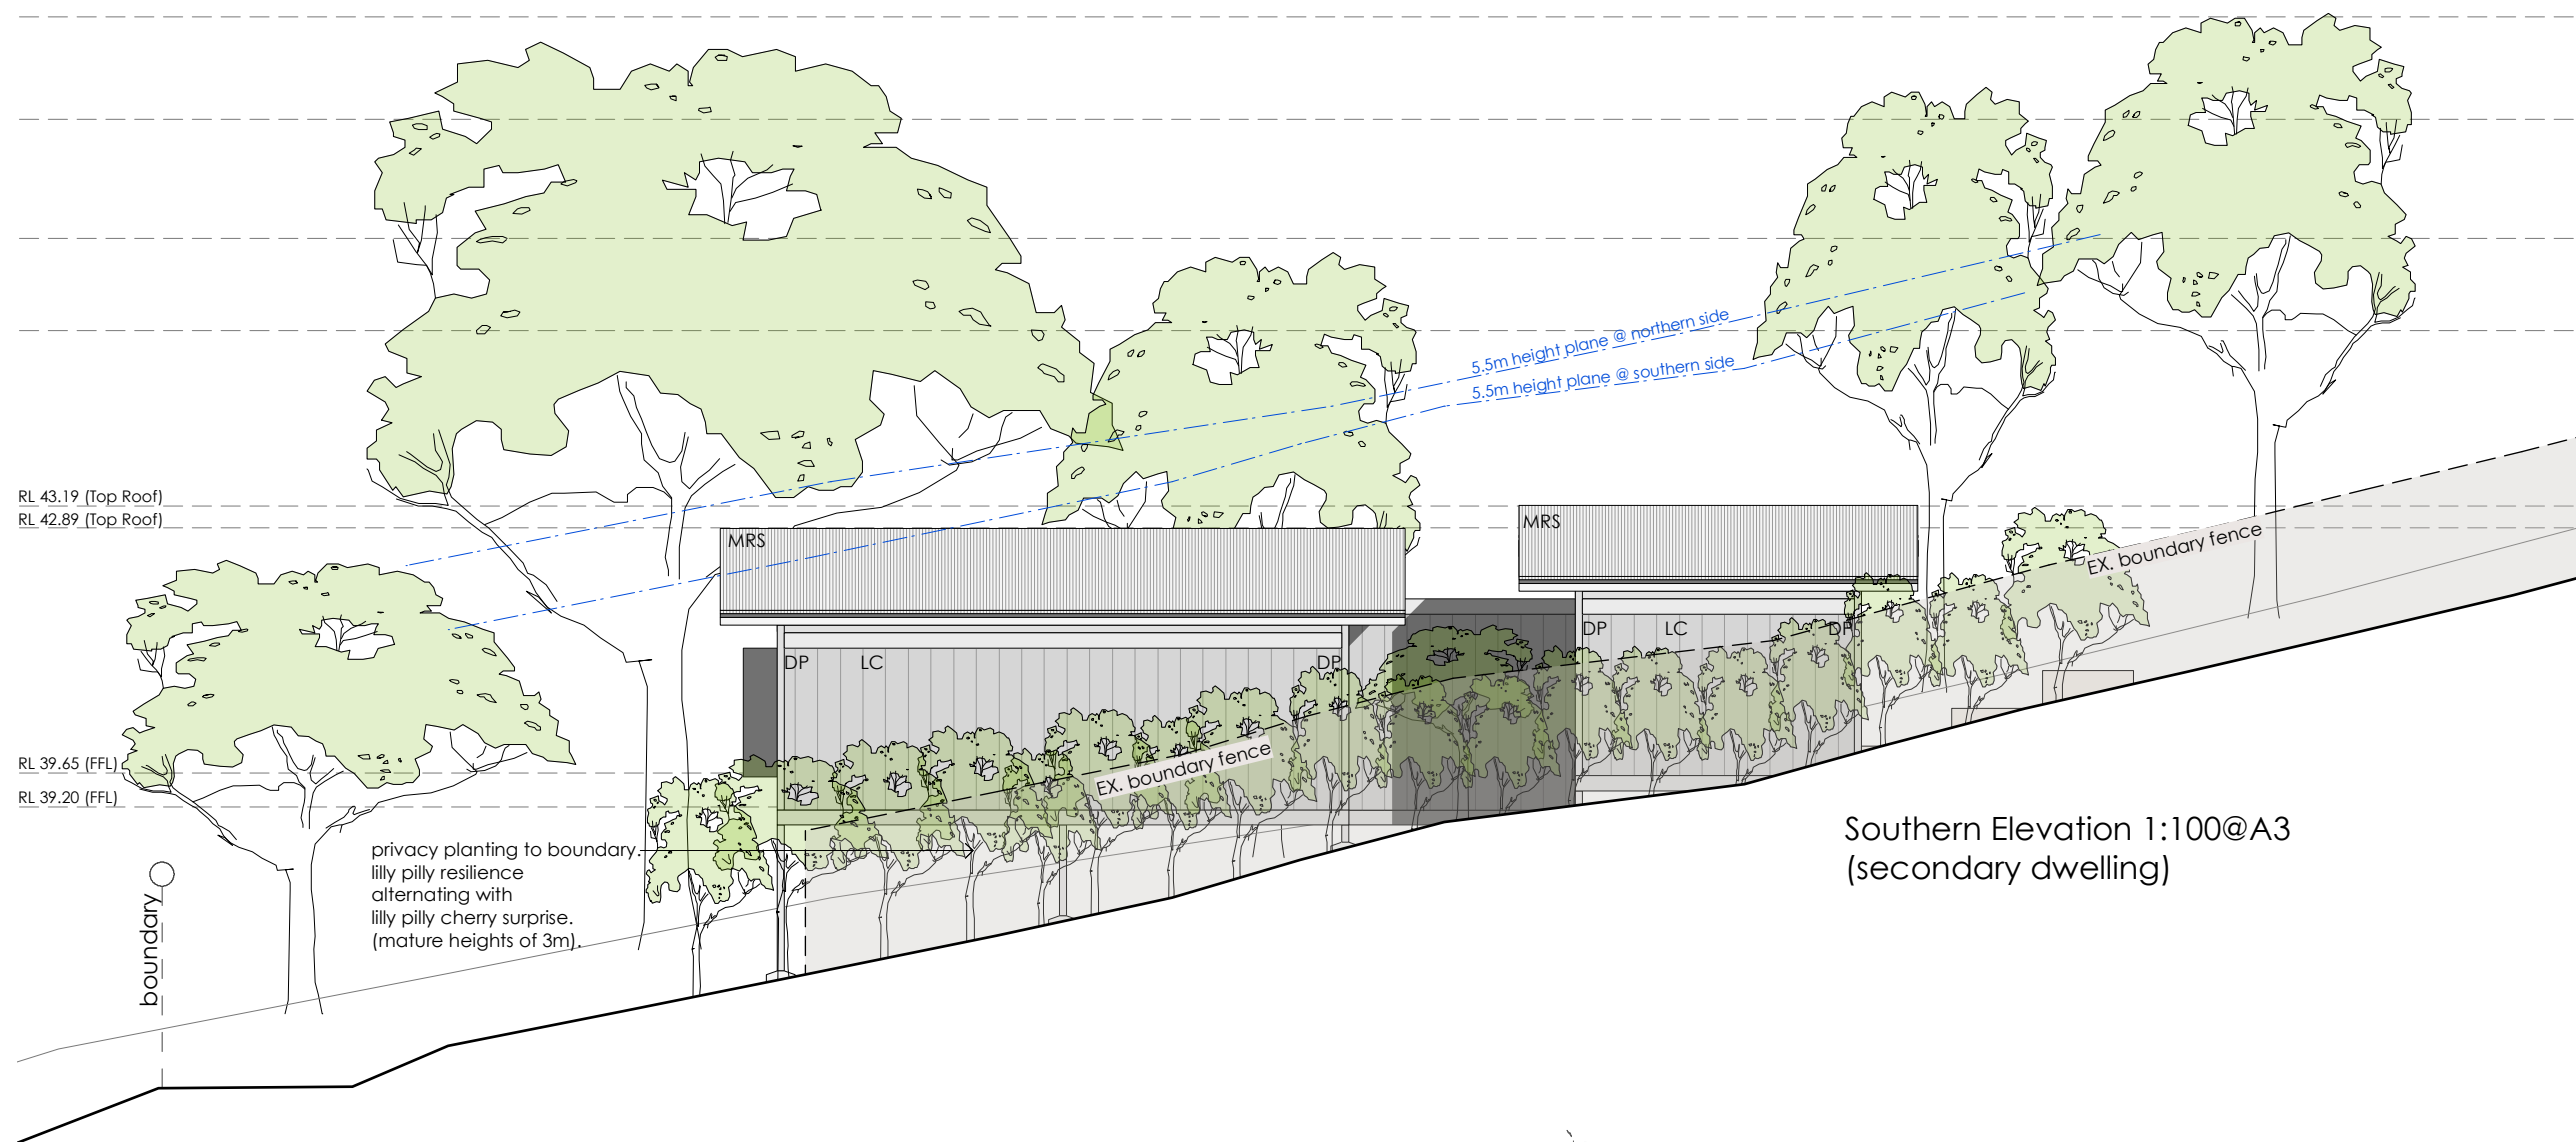 5.5m height plane @ northern side
5.5m height plane @ southern side
RL 43.19 (Top Roof)
RL 42.89 (Top Roof)
MRS
MRS
EX. boundary fence
DP
LC
DP
DP
LC
DP
EX. boundary fence
RL 39.65 (FFL)
RL 39.20 (FFL)
privacy planting to boundary.
lilly pilly resilience
alternating with
lilly pilly cherry surprise.
(mature heights of 3m).
boundary
Southern Elevation 1:100@A3
(secondary dwelling)